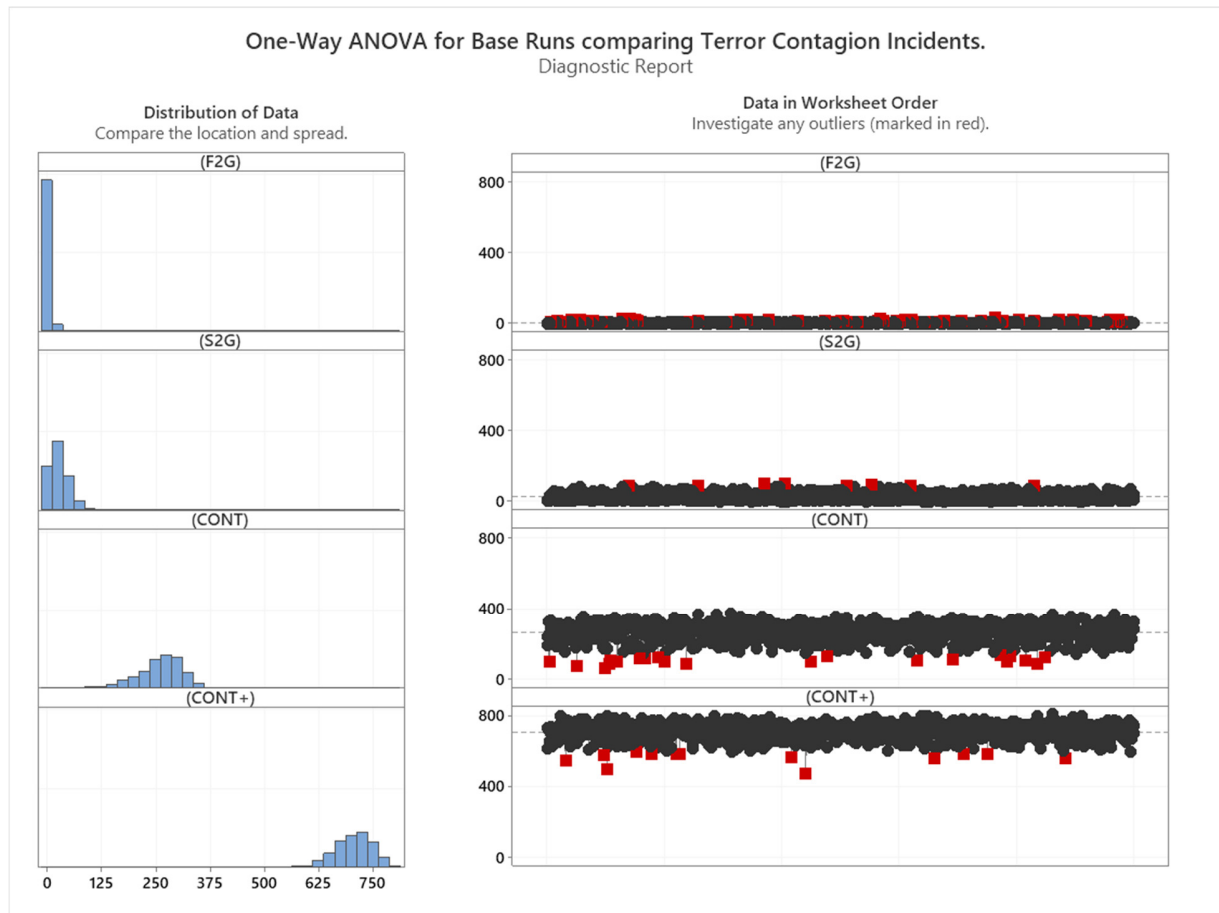 One-Way ANOVA for Base Runs comparing Terror Contagion Incidents.
Diagnostic Report
Distribution of Data
Compare the location and spread.
(F2G)
(S2G)
(CONT)
(CONT+)
0 125 250 375 500 625 750
Data in Worksheet Order
Investigate any outliers (marked in red).
(F2G)
800
400
0
(S2G)
800
400
0
(CONT)
800
400
0
(CONT+)
800
400
0